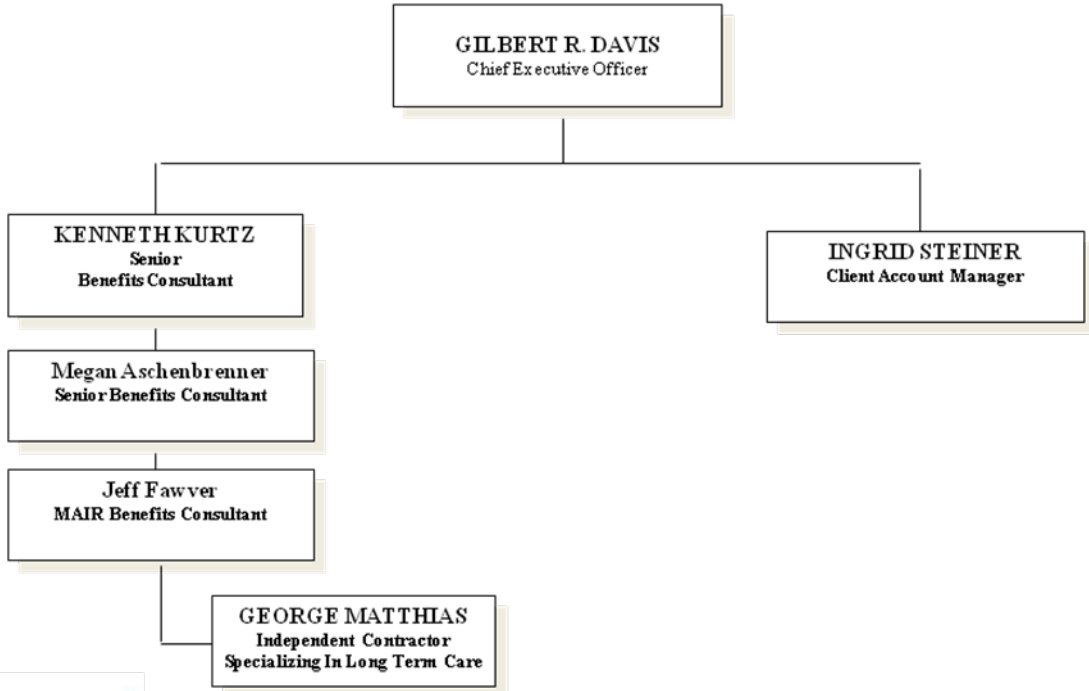 GILBERT R. DAVIS
Chief Executive Officer
KENNETH KURTZ
Senior
Benefits Consultant
INGRID STEINER
Client Account Manager
Megan Aschenbrenner
Senior Benefits Consultant
Jeff Fawver
MAIR Benefits Consultant
GEORGE MATTHIAS
Independent Contractor
Specializing In Long Term Care